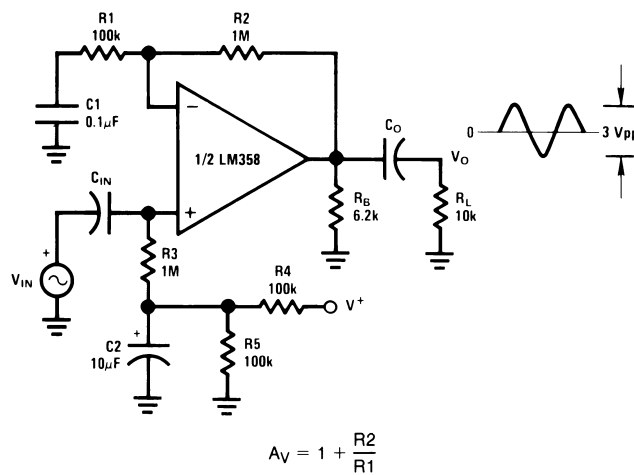 R1
100k
R2
1M
C1
0.1μF
−
1/2 LM358
+
C_IN
V_IN
+
R3
1M
C2
10μF
+
R4
100k
V⁺
R5
100k
C_O
V_O
R_B
6.2k
R_L
10k
0
3 Vpp
A_V = 1 + R2/R1